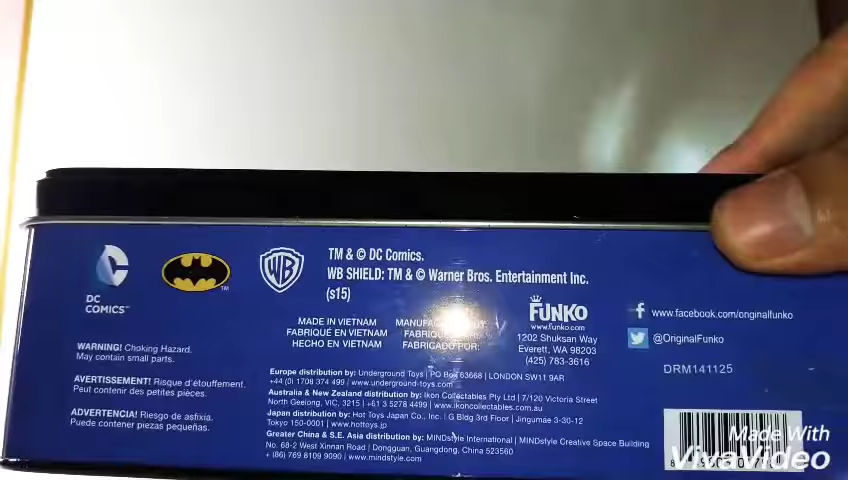 DC
COMICS™
TM
WB
TM & © DC Comics.
WB SHIELD: TM & © Warner Bros. Entertainment Inc.
(s15)
WARNING! Choking Hazard.
May contain small parts.
AVERTISSEMENT! Risque d'étouffement.
Peut contenir des petites pièces.
ADVERTENCIA! Riesgo de asfixia.
Puede contener piezas pequeñas.
MADE IN VIETNAM
FABRIQUÉ EN VIETNAM
HECHO EN VIETNAM
FABRICADO POR:
FUNKO
www.funko.com
1202 Shuksan Way
Everett, WA 98203
(425) 783-3616
www.facebook.com/originalfunko
@OriginalFunko
DRM141125
Europe distribution by: Underground Toys | PO Box 63668 | LONDON SW11 9AR
+44 (0) 1708 374 499 | www.underground-toys.com
Australia & New Zealand distribution by: Ikon Collectables Pty Ltd | 7/120 Victoria Street
North Geelong, VIC, 3215 | +61 3 5278 4499 | www.ikoncollectables.com.au
Japan distribution by: Hot Toys Japan Co., Inc. | G Bldg 3rd Floor | Jingumae 3-30-12
Tokyo 150-0001 | www.hottoys.jp
Greater China & S.E. Asia distribution by: MINDstyle International | MINDstyle Creative Space Building
No. 68-2 West Xinnan Road | Dongguan, Guangdong, China 523560
+ (86) 769 8109 9090 | www.mindstyle.com
Made With
VivaVideo